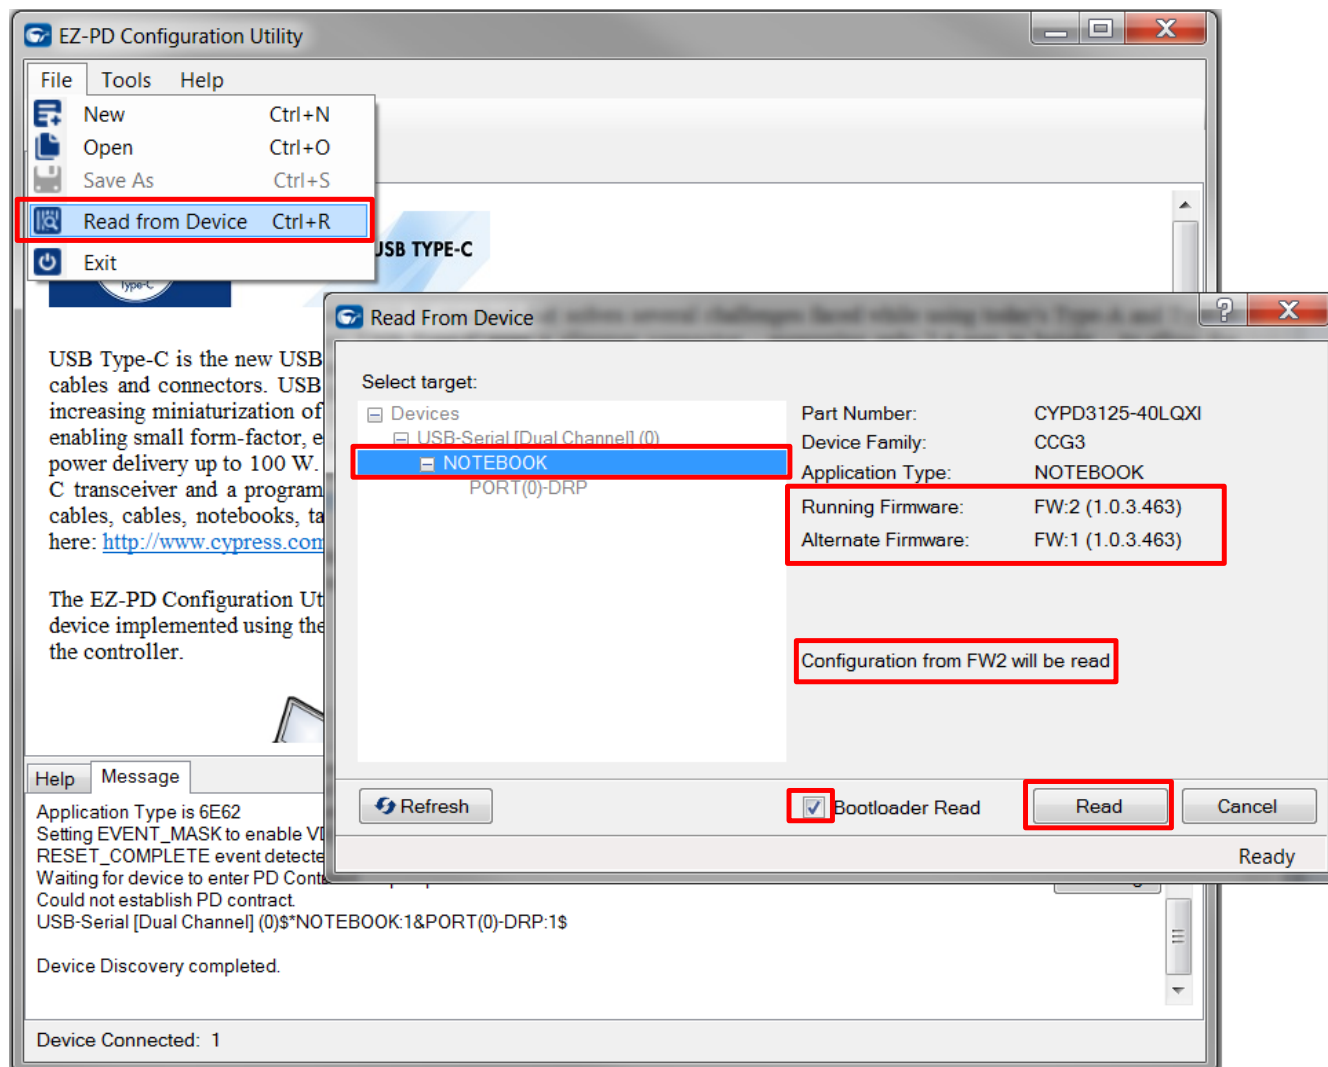 EZ-PD Configuration Utility
File Tools Help
New Ctrl+N
Open Ctrl+O
Save As Ctrl+S
Read from Device Ctrl+R
Exit
Type-C
USB TYPE-C
USB Type-C is the new USB
cables and connectors. USB
increasing miniaturization of
enabling small form-factor, e
power delivery up to 100 W.
C transceiver and a program
cables, cables, notebooks, ta
here: http://www.cypress.com
The EZ-PD Configuration Ut
device implemented using the
the controller.
Read From Device
Select target:
Devices
USB-Serial [Dual Channel] (0)
NOTEBOOK
PORT(0)-DRP
Part Number: CYPD3125-40LQXI
Device Family: CCG3
Application Type: NOTEBOOK
Running Firmware: FW:2 (1.0.3.463)
Alternate Firmware: FW:1 (1.0.3.463)
Configuration from FW2 will be read
Refresh
Bootloader Read
Read
Cancel
Ready
Help Message
Application Type is 6E62
Setting EVENT_MASK to enable VD
RESET_COMPLETE event detecte
Waiting for device to enter PD Cont
Could not establish PD contract.
USB-Serial [Dual Channel] (0)$*NOTEBOOK:1&PORT(0)-DRP:1$
Device Discovery completed.
Device Connected: 1